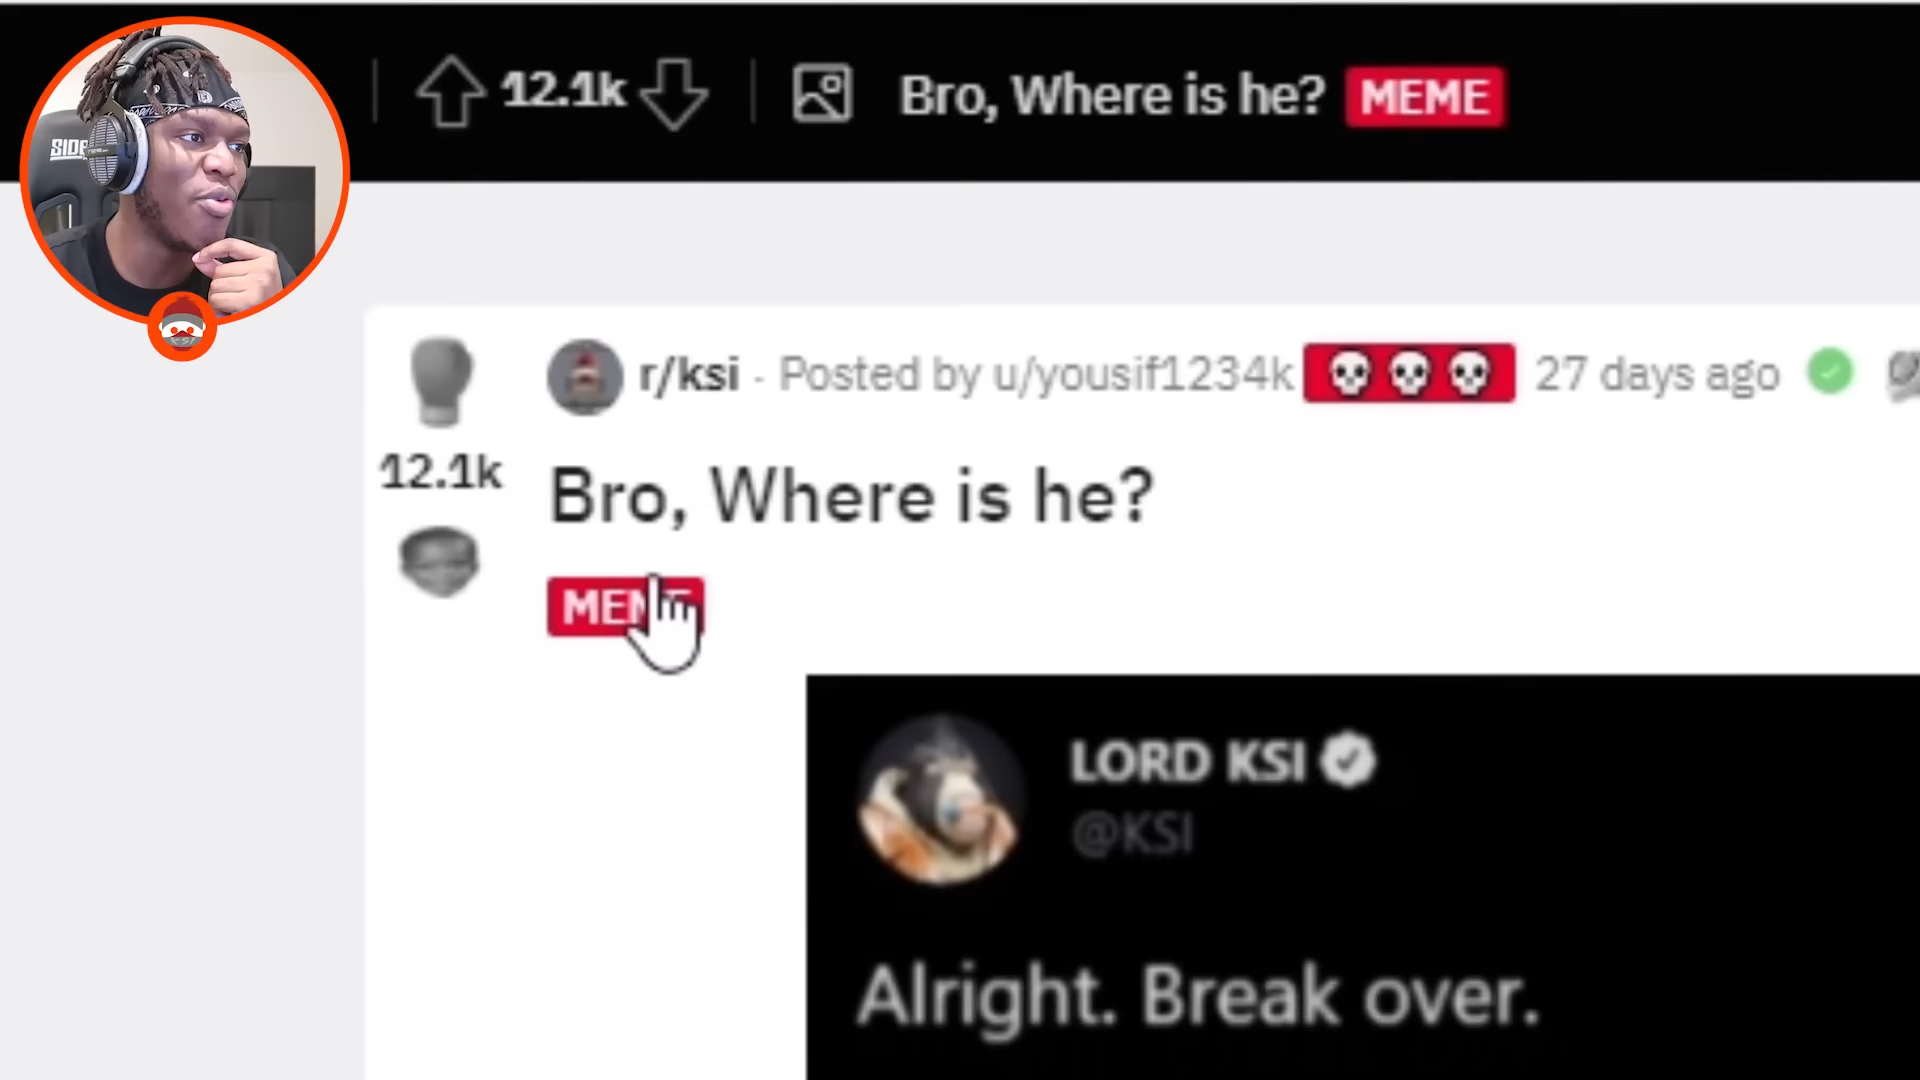 12.1k
Bro, Where is he? MEME
SIDE
r/ksi · Posted by u/yousif1234k 💀💀💀 27 days ago
12.1k
Bro, Where is he?
LORD KSI
@KSI
Alright. Break over.